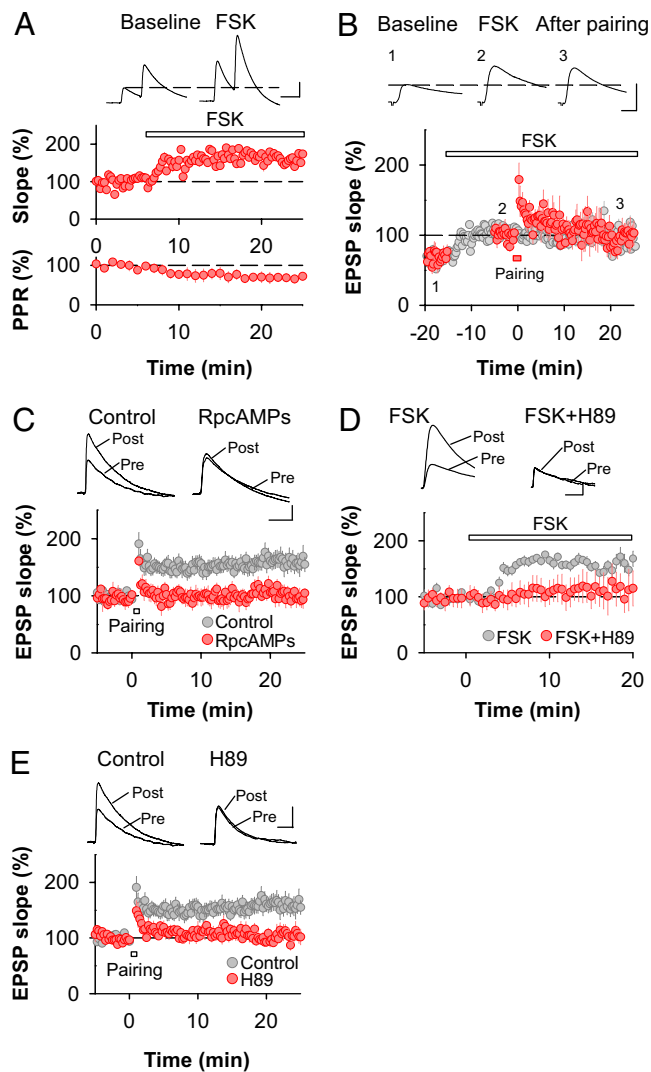 A
Baseline FSK
FSK
Slope (%)
200
100
0
PPR (%)
100
0
0 10 20
Time (min)
B
Baseline FSK After pairing
1 2 3
FSK
EPSP slope (%)
200
100
0
2 3
1
Pairing
-20 -10 0 10 20
Time (min)
C
Control RpcAMPs
Post
Pre
Post
Pre
EPSP slope (%)
200
100
0
Pairing
Control
RpcAMPs
0 10 20
Time (min)
D
FSK FSK+H89
Post
Pre
Post
Pre
FSK
EPSP slope (%)
200
100
0
FSK FSK+H89
0 10 20
Time (min)
E
Control H89
Post
Pre
Post
Pre
EPSP slope (%)
200
100
0
Pairing
Control
H89
0 10 20
Time (min)